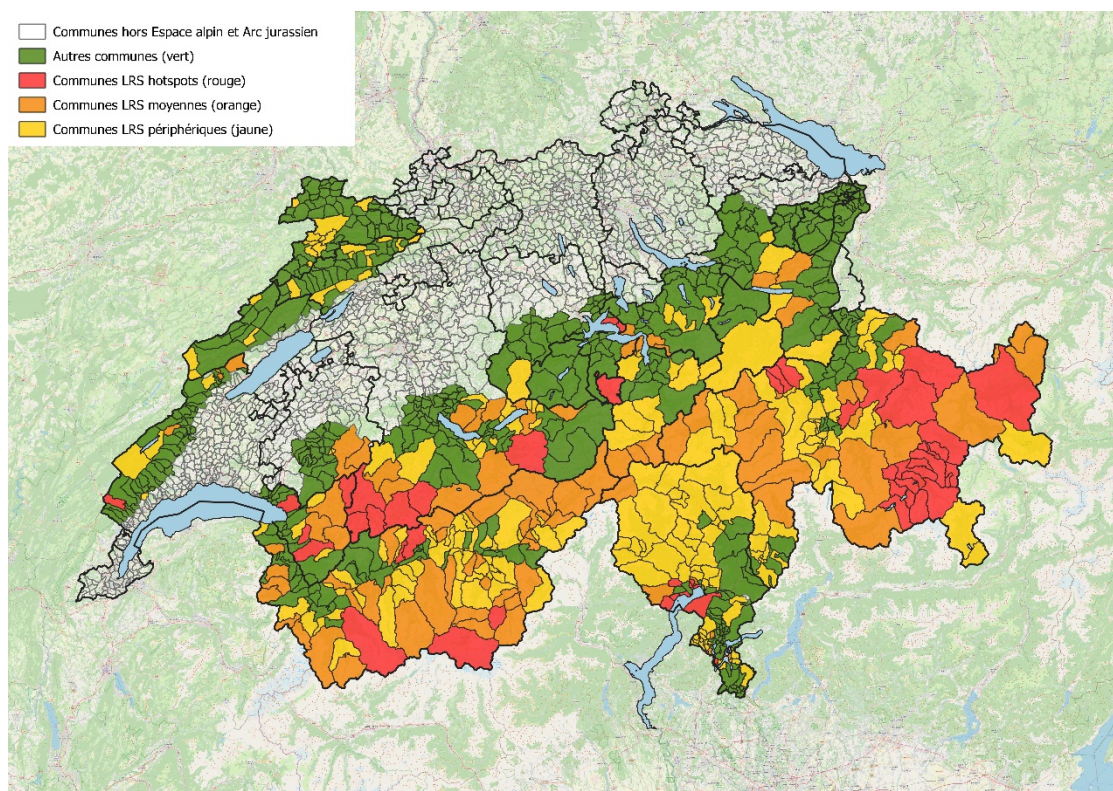 Communes hors Espace alpin et Arc jurassien
Autres communes (vert)
Communes LRS hotspots (rouge)
Communes LRS moyennes (orange)
Communes LRS périphériques (jaune)